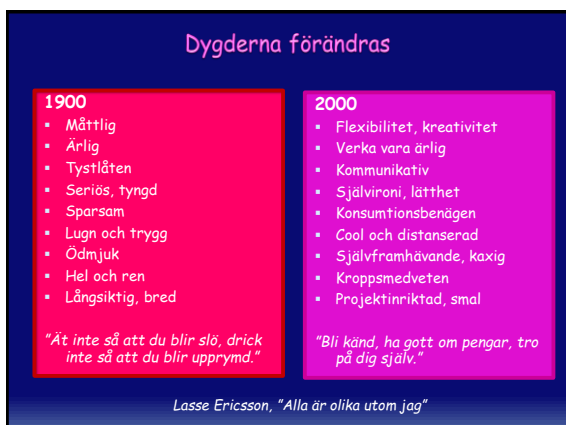 Dygderna förändras
1900
▪ Måttlig
▪ Ärlig
▪ Tystlåten
▪ Seriös, tyngd
▪ Sparsam
▪ Lugn och trygg
▪ Ödmjuk
▪ Hel och ren
▪ Långsiktig, bred
”Ät inte så att du blir slö, drick
inte så att du blir upprymd.”
2000
▪ Flexibilitet, kreativitet
▪ Verka vara ärlig
▪ Kommunikativ
▪ Självironi, lätthet
▪ Konsumtionsbenägen
▪ Cool och distanserad
▪ Självframhävande, kaxig
▪ Kroppsmedveten
▪ Projektinriktad, smal
”Bli känd, ha gott om pengar, tro
på dig själv.”
Lasse Ericsson, ”Alla är olika utom jag”